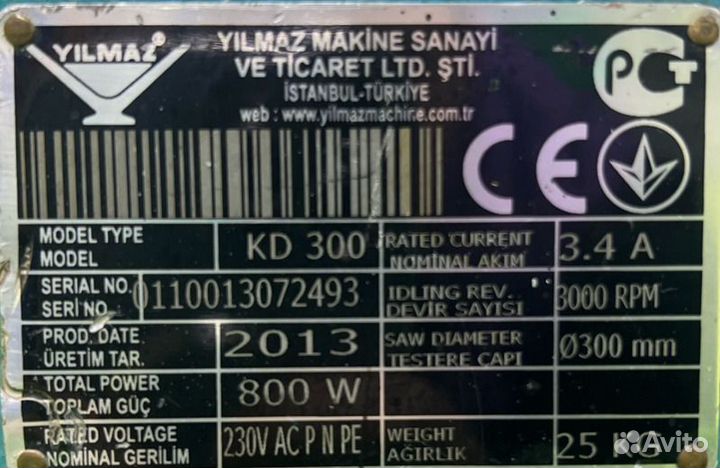 YILMAZ®
YILMAZ MAKİNE SANAYİ
VE TİCARET LTD. ŞTİ.
İSTANBUL-TÜRKİYE
web : www.yilmazmachine.com.tr
PCT
CE
MODEL TYPE
MODEL
KD 300
RATED CURRENT
NOMINAL AKIM
3.4 A
SERIAL NO.
SERİ NO.
0110013072493
IDLING REV..
DEVİR SAYISI
3000 RPM
PROD. DATE
ÜRETİM TAR.
2013
SAW DIAMETER
TESTERE ÇAPI
Ø300 mm
TOTAL POWER
TOPLAM GÜÇ
800 W
RATED VOLTAGE
NOMİNAL GERİLİM
230V AC P N PE
WEIGHT
AĞIRLIK
25 KG
Avito